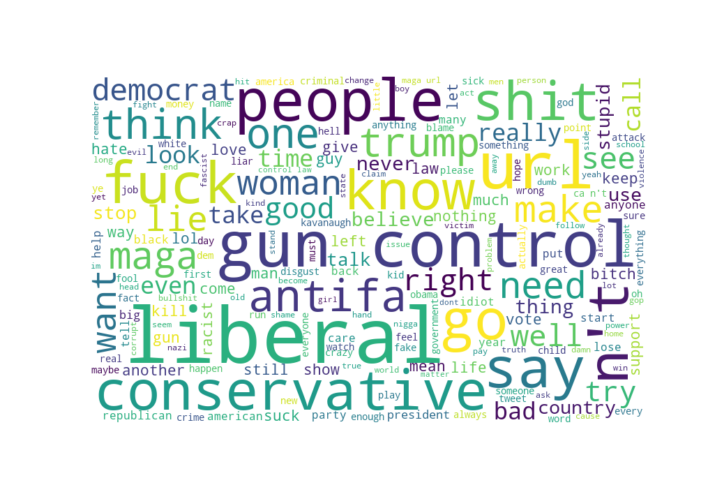 democrat people shit call
hit america criminal change maga url sick men person
remember fight money name boy little act god let stupid
think one trump really many point
crap hell anything blame something attack
hate look love give never see
white evil liar time guy law please hope work keep side school
long end control law claim away yeah violence
fuck know url
fascist state wrong dumb
ye job kind woman much make use
yet lie take good believe nothing anyone
stop kavanaugh victim ca n't sure
way black lol day gun control must stand issue left actually follow already thought everything
help dem talk problem put
im maga first man disgust back right great need lot gop
want fool even come antifa kid obama thing bitch
head girl dont idiot power
fact bullshit old run shame hand nigga government vote start home support
big kill racist everyone care feel year well
tell corrupt seem become crazy watch fake mean pay truth child damn lose n't
gun nazi liberal go say
real happen true life win
maybe another still show world matter someone try
conservative play tweet ask
new bad country every
republican crime american suck party enough president always word cause